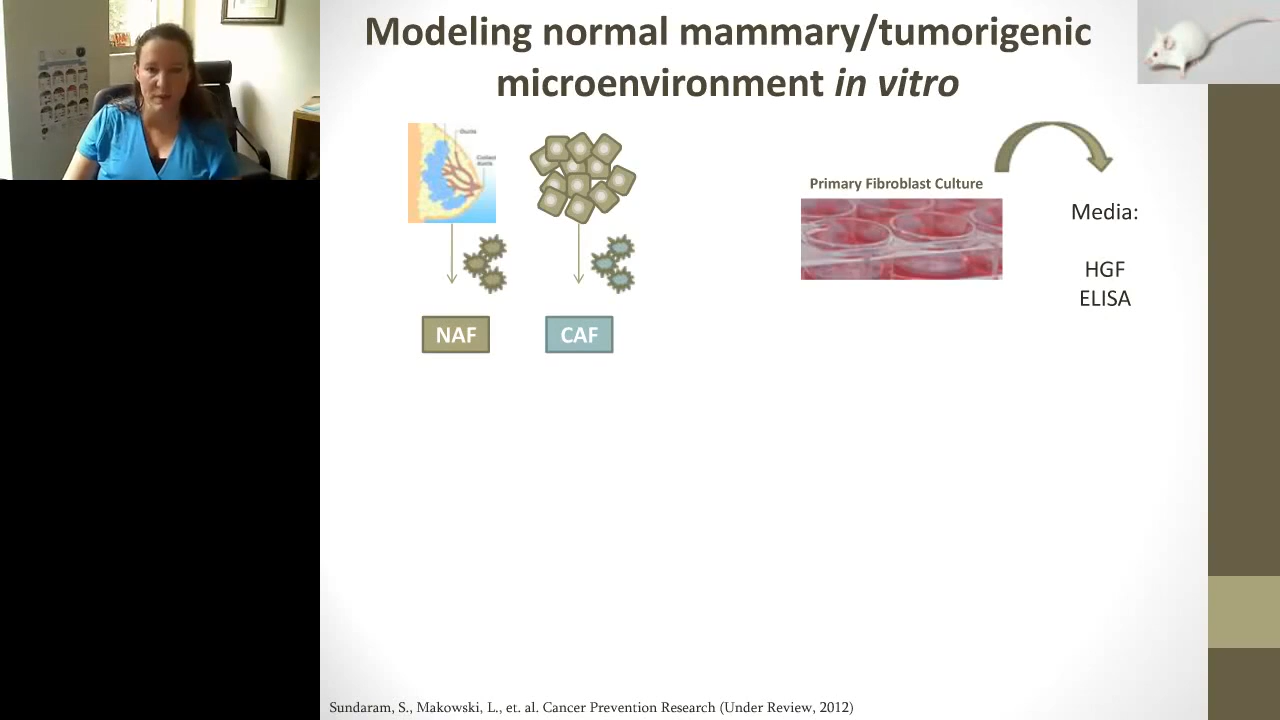 Modeling normal mammary/tumorigenic
microenvironment in vitro
Ducts
Primary Fibroblast Culture
Media:
HGF
ELISA
NAF
CAF
Sundaram, S., Makowski, L., et. al. Cancer Prevention Research (Under Review, 2012)